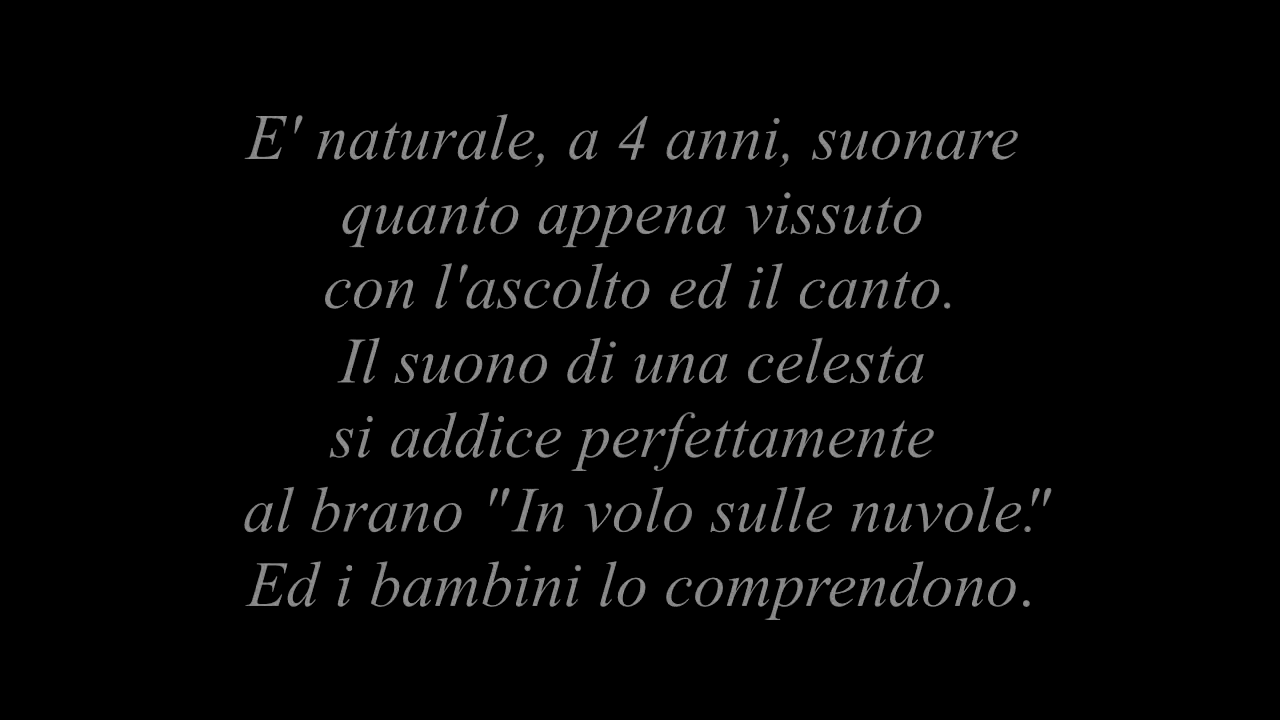 E' naturale, a 4 anni, suonare
quanto appena vissuto
con l'ascolto ed il canto.
Il suono di una celesta
si addice perfettamente
al brano "In volo sulle nuvole."
Ed i bambini lo comprendono.